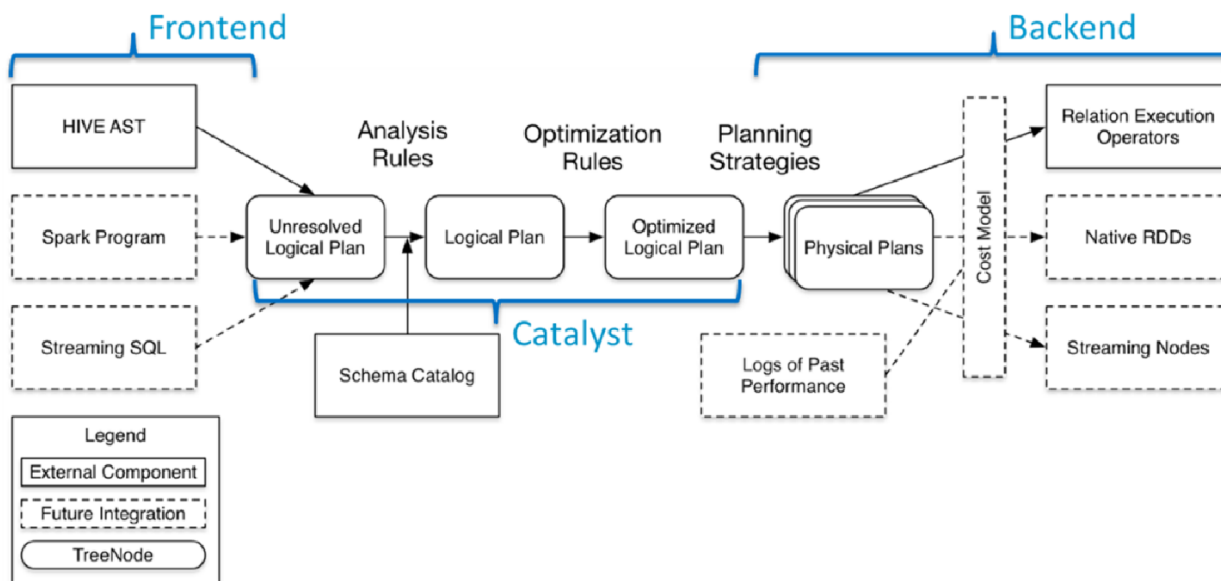 Frontend
Backend
HIVE AST
Analysis
Rules
Optimization
Rules
Planning
Strategies
Relation Execution
Operators
Spark Program
Unresolved
Logical Plan
Logical Plan
Optimized
Logical Plan
Physical Plans
Cost Model
Native RDDs
Catalyst
Streaming SQL
Schema Catalog
Logs of Past
Performance
Streaming Nodes
Legend
External Component
Future Integration
TreeNode